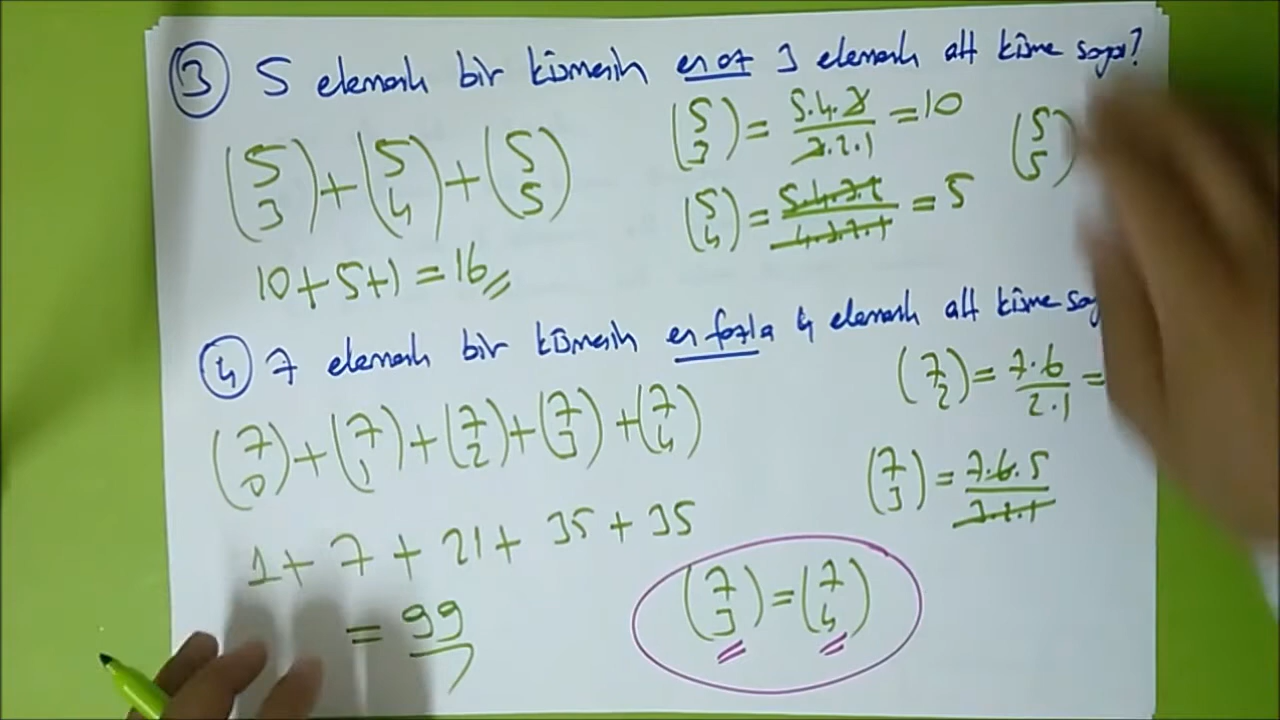 3 5 elemanlı bir kümenin en az 3 elemanlı alt küme sayısı?
(5 3) + (5 4) + (5 5)
10 + 5 + 1 = 16
(5 3) = 5.4.3 / 3.2.1 = 10
(5 4) = 5.4.3.2 / 4.3.2.1 = 5
(5 5)
4 7 elemanlı bir kümenin en fazla 4 elemanlı alt küme
(7 0) + (7 1) + (7 2) + (7 3) + (7 4)
1 + 7 + 21 + 35 + 35
= 99
(7 2) = 7.6 / 2.1 =
(7 3) = 7.6.5 / 3.2.1
(7 3) = (7 4)